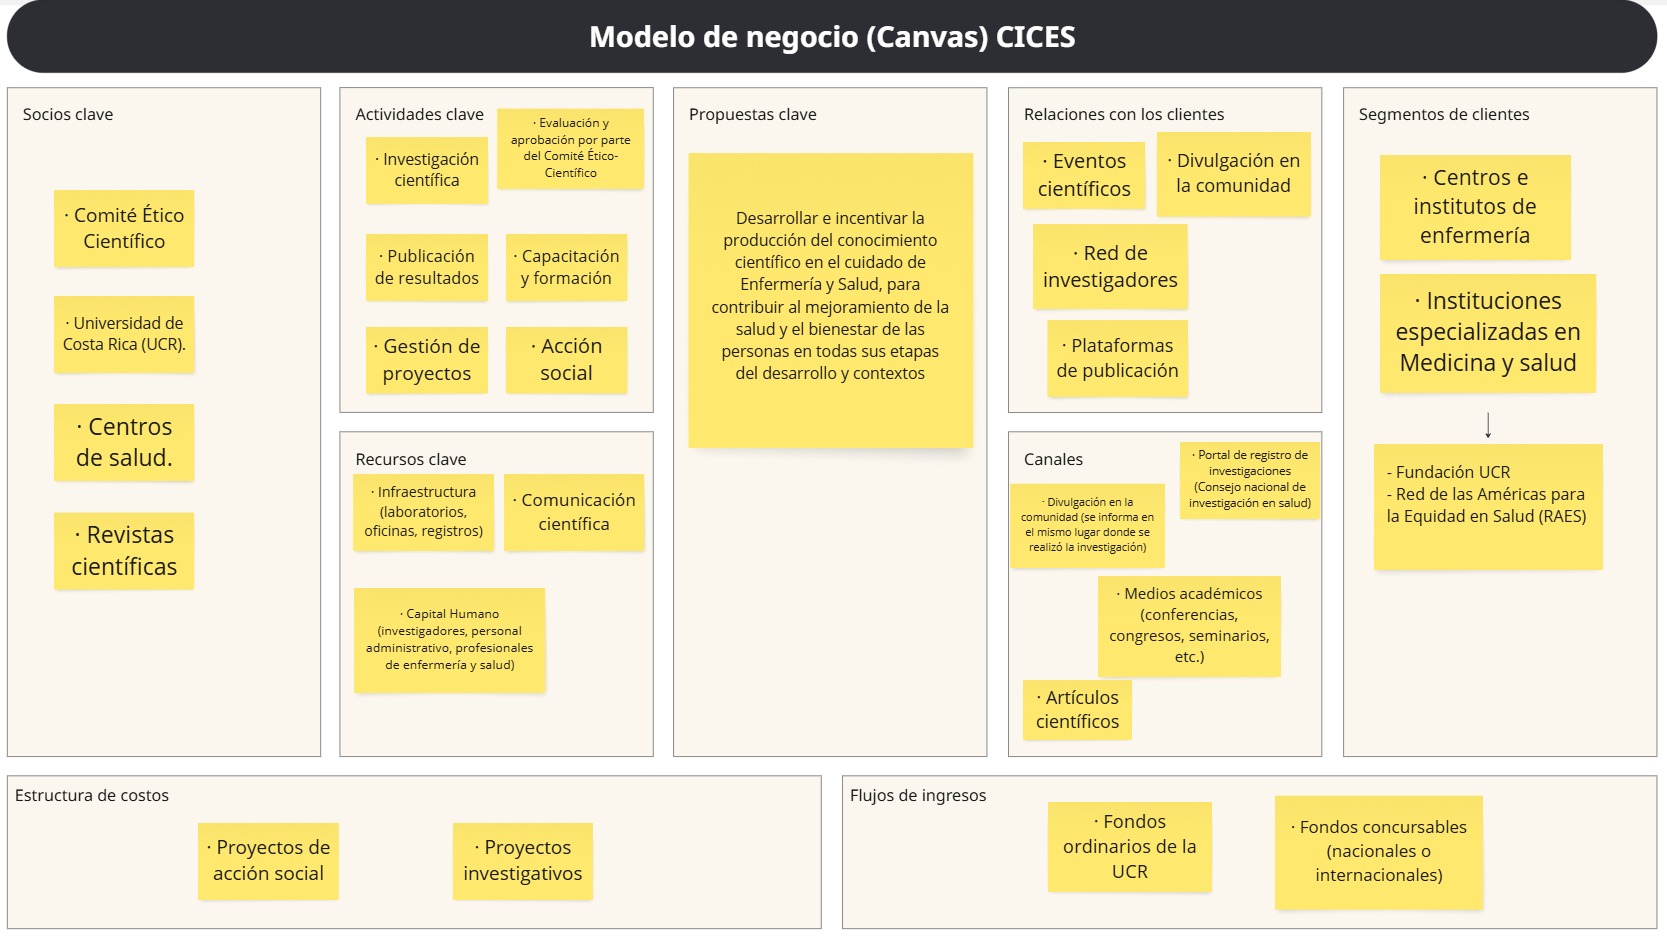 Modelo de negocio (Canvas) CICES
Socios clave
· Comité Ético
Científico
· Universidad de
Costa Rica (UCR).
· Centros
de salud.
· Revistas
científicas
Actividades clave
· Evaluación y
aprobación por parte
del Comité Ético-
Científico
· Investigación
científica
· Publicación
de resultados
· Capacitación
y formación
· Gestión de
proyectos
· Acción
social
Recursos clave
· Infraestructura
(laboratorios,
oficinas, registros)
· Comunicación
científica
· Capital Humano
(investigadores, personal
administrativo, profesionales
de enfermería y salud)
Propuestas clave
Desarrollar e incentivar la
producción del conocimiento
científico en el cuidado de
Enfermería y Salud, para
contribuir al mejoramiento de la
salud y el bienestar de las
personas en todas sus etapas
del desarrollo y contextos
Relaciones con los clientes
· Eventos
científicos
· Divulgación en
la comunidad
· Red de
investigadores
· Plataformas
de publicación
Canales
· Portal de registro de
investigaciones
(Consejo nacional de
investigación en salud)
· Divulgación en la
comunidad (se informa en
el mismo lugar donde se
realizó la investigación)
· Medios académicos
(conferencias,
congresos, seminarios,
etc.)
· Artículos
científicos
Segmentos de clientes
· Centros e
institutos de
enfermería
· Instituciones
especializadas en
Medicina y salud
- Fundación UCR
- Red de las Américas para
la Equidad en Salud (RAES)
Estructura de costos
· Proyectos de
acción social
· Proyectos
investigativos
Flujos de ingresos
· Fondos
ordinarios de la
UCR
· Fondos concursables
(nacionales o
internacionales)